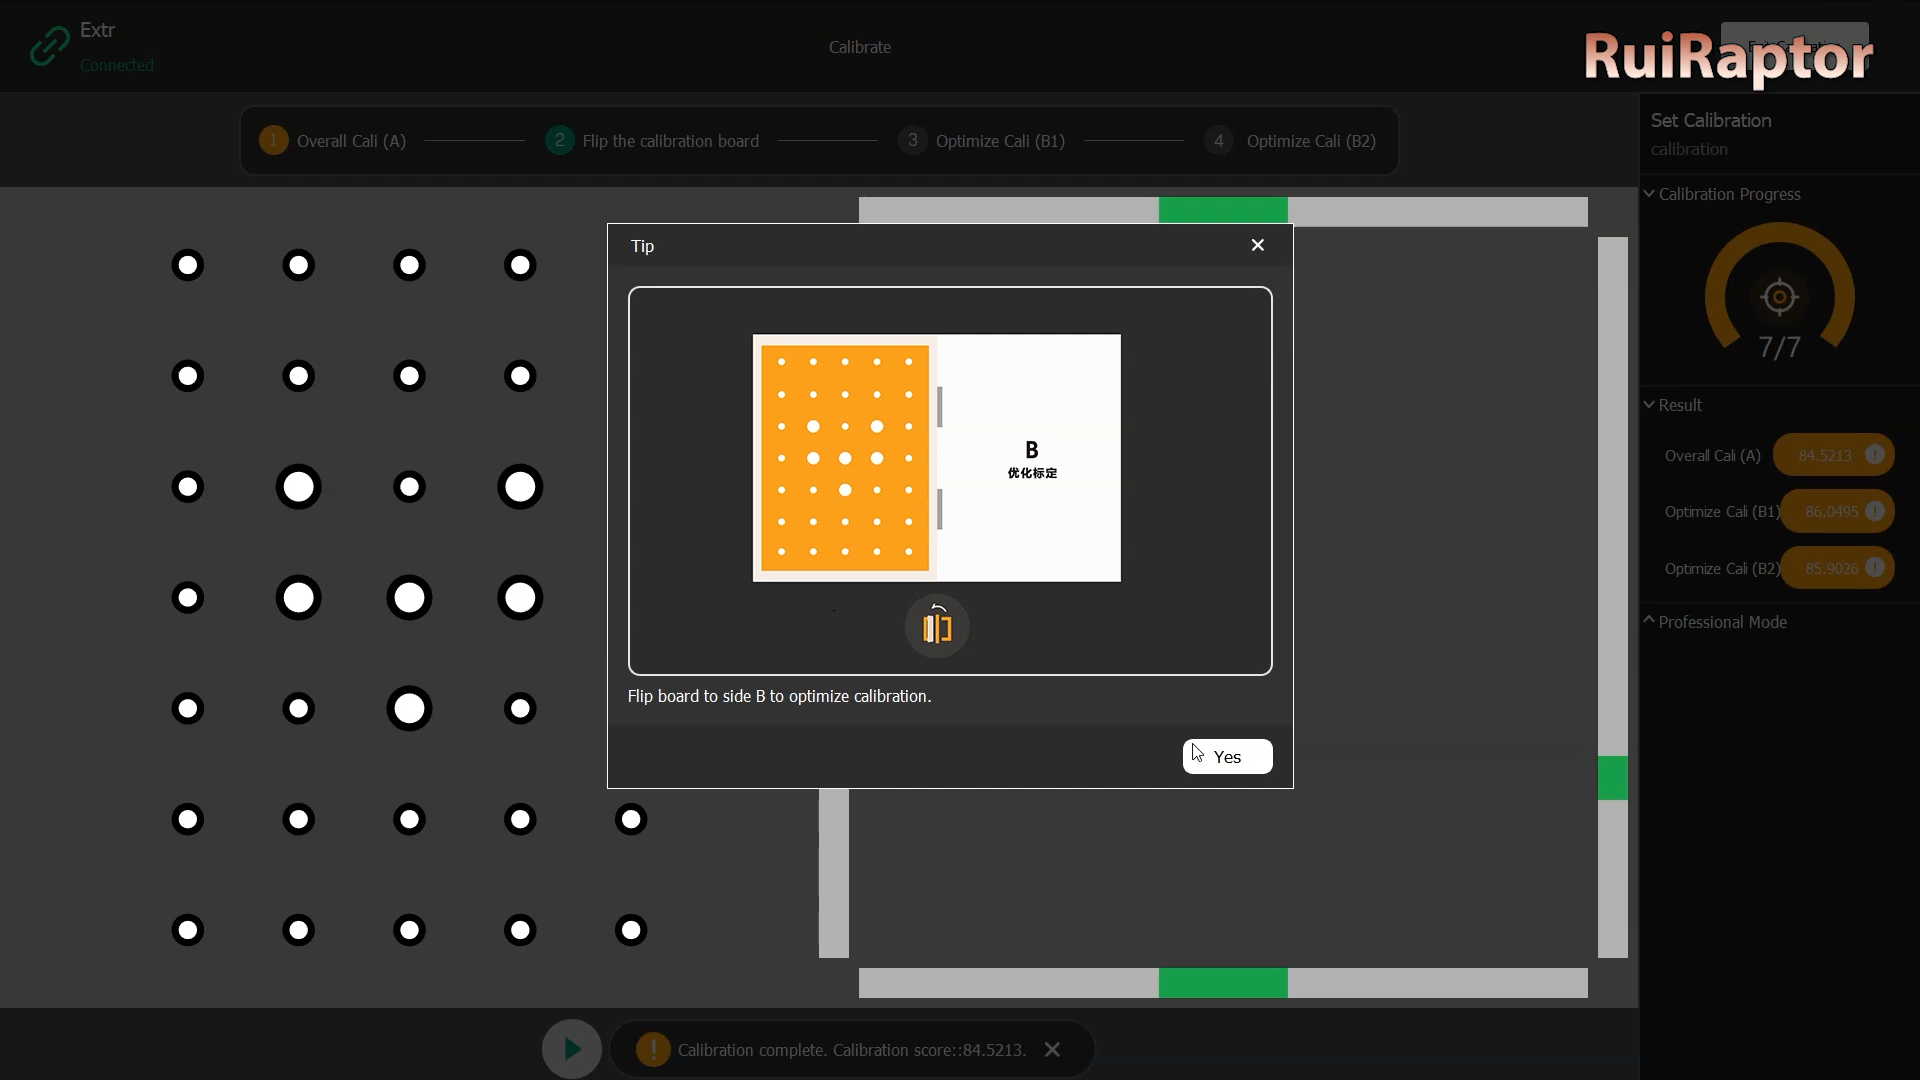 Extr
Connected
Calibrate
RuiRaptor
1 Overall Cali (A)
2 Flip the calibration board
3 Optimize Cali (B1)
4 Optimize Cali (B2)
Set Calibration
calibration
Calibration Progress
7/7
Result
Overall Cali (A) 84.5213
Optimize Cali (B1) 86.0495
Optimize Cali (B2) 85.9026
Professional Mode
Tip
B
优化标定
Flip board to side B to optimize calibration.
Yes
Calibration complete. Calibration score::84.5213.